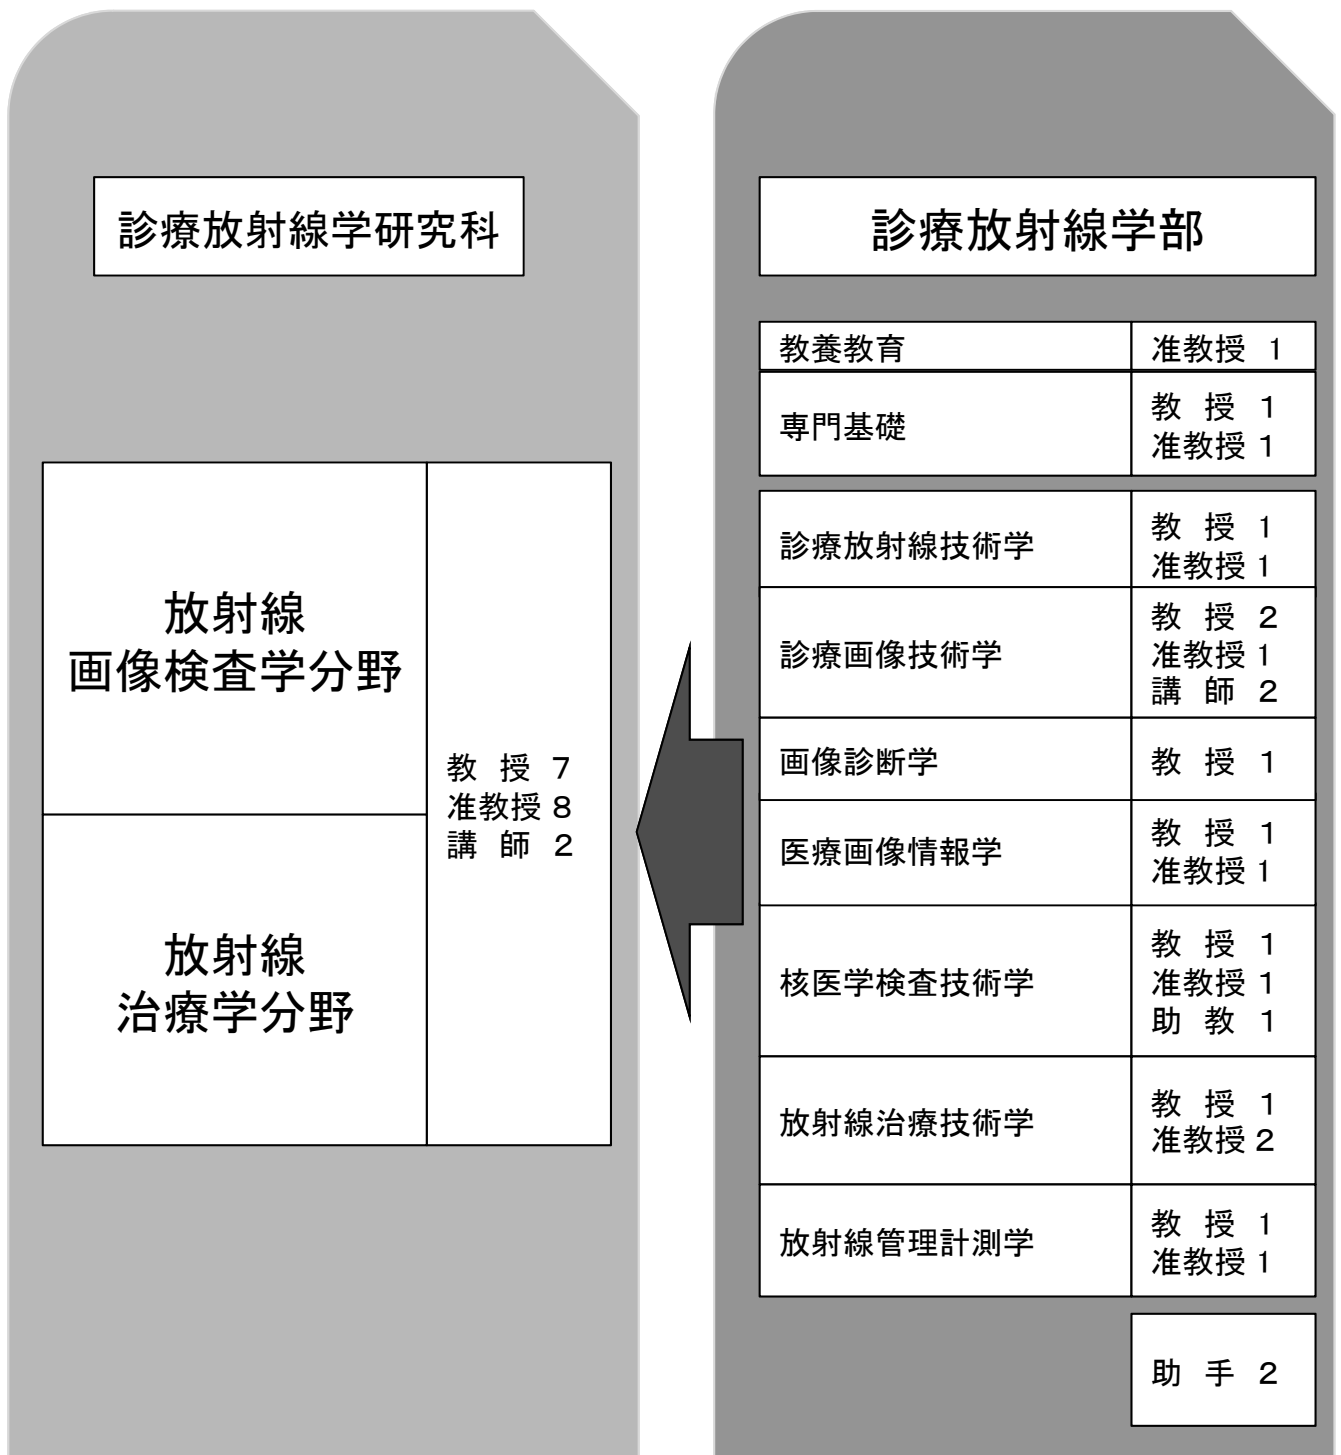 診療放射線学研究科
放射線
画像検査学分野
放射線
治療学分野
教 授 7
准教授 8
講 師 2
診療放射線学部
教養教育
准教授 1
専門基礎
教 授 1
准教授 1
診療放射線技術学
教 授 1
准教授 1
診療画像技術学
教 授 2
准教授 1
講 師 2
画像診断学
教 授 1
医療画像情報学
教 授 1
准教授 1
核医学検査技術学
教 授 1
准教授 1
助 教 1
放射線治療技術学
教 授 1
准教授 2
放射線管理計測学
教 授 1
准教授 1
助 手 2